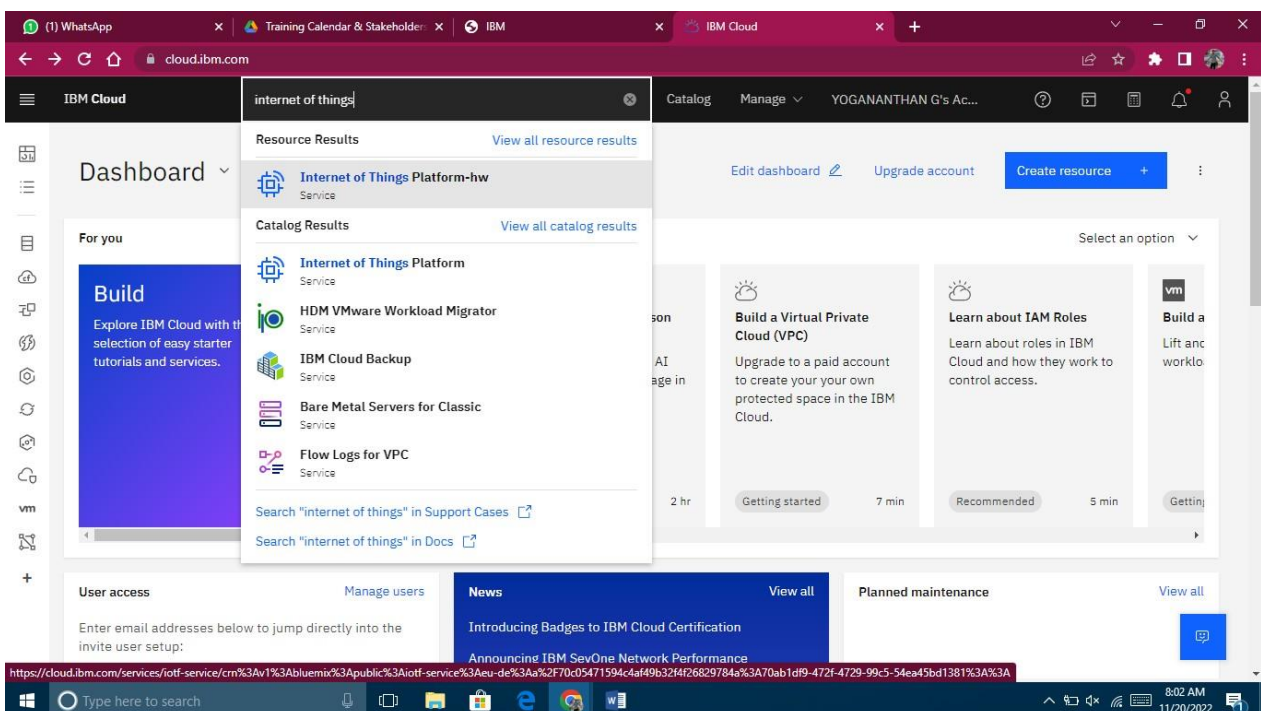 (1) WhatsApp
Training Calendar & Stakeholders
IBM
IBM Cloud
cloud.ibm.com
IBM Cloud
internet of things
Catalog
Manage
YOGANANTHAN G's Ac...
Resource Results
View all resource results
Internet of Things Platform-hw
Service
Catalog Results
View all catalog results
Internet of Things Platform
Service
HDM VMware Workload Migrator
Service
IBM Cloud Backup
Service
Bare Metal Servers for Classic
Service
Flow Logs for VPC
Service
Search "internet of things" in Support Cases
Search "internet of things" in Docs
Dashboard
Edit dashboard
Upgrade account
Create resource +
For you
Select an option
Build
Explore IBM Cloud with th
selection of easy starter
tutorials and services.
son
AI
age in
2 hr
Build a Virtual Private
Cloud (VPC)
Upgrade to a paid account
to create your your own
protected space in the IBM
Cloud.
Getting started
7 min
Learn about IAM Roles
Learn about roles in IBM
Cloud and how they work to
control access.
Recommended
5 min
vm
Build a
Lift and
worklo
Getting
vm
User access
Manage users
Enter email addresses below to jump directly into the
invite user setup:
News
View all
Introducing Badges to IBM Cloud Certification
Announcing IBM SevOne Network Performance
Planned maintenance
View all
https://cloud.ibm.com/services/iotf-service/crn%3Av1%3Abluemix%3Apublic%3Aiotf-service%3Aeu-de%3Aa%2F70c05471594c4af49b32f4f26829784a%3A70ab1df9-472f-4729-99c5-54ea45bd1381%3A%3A
Type here to search
8:02 AM
11/20/2022